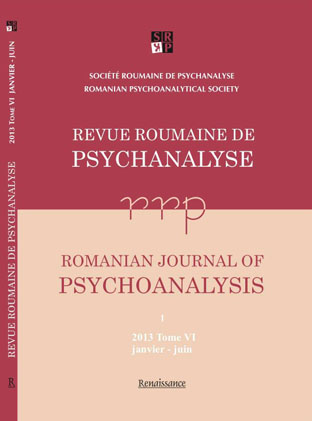 SRP
SOCIÉTÉ ROUMAINE DE PSYCHANALYSE
ROMANIAN PSYCHOANALYTICAL SOCIETY
REVUE ROUMAINE DE
PSYCHANALYSE
rrp
ROMANIAN JOURNAL OF
PSYCHOANALYSIS
1
2013 Tome VI
janvier - juin
Renaissance
2013 TOME VI JANVIER - JUIN
REVUE ROUMAINE DE PSYCHANALYSE
R